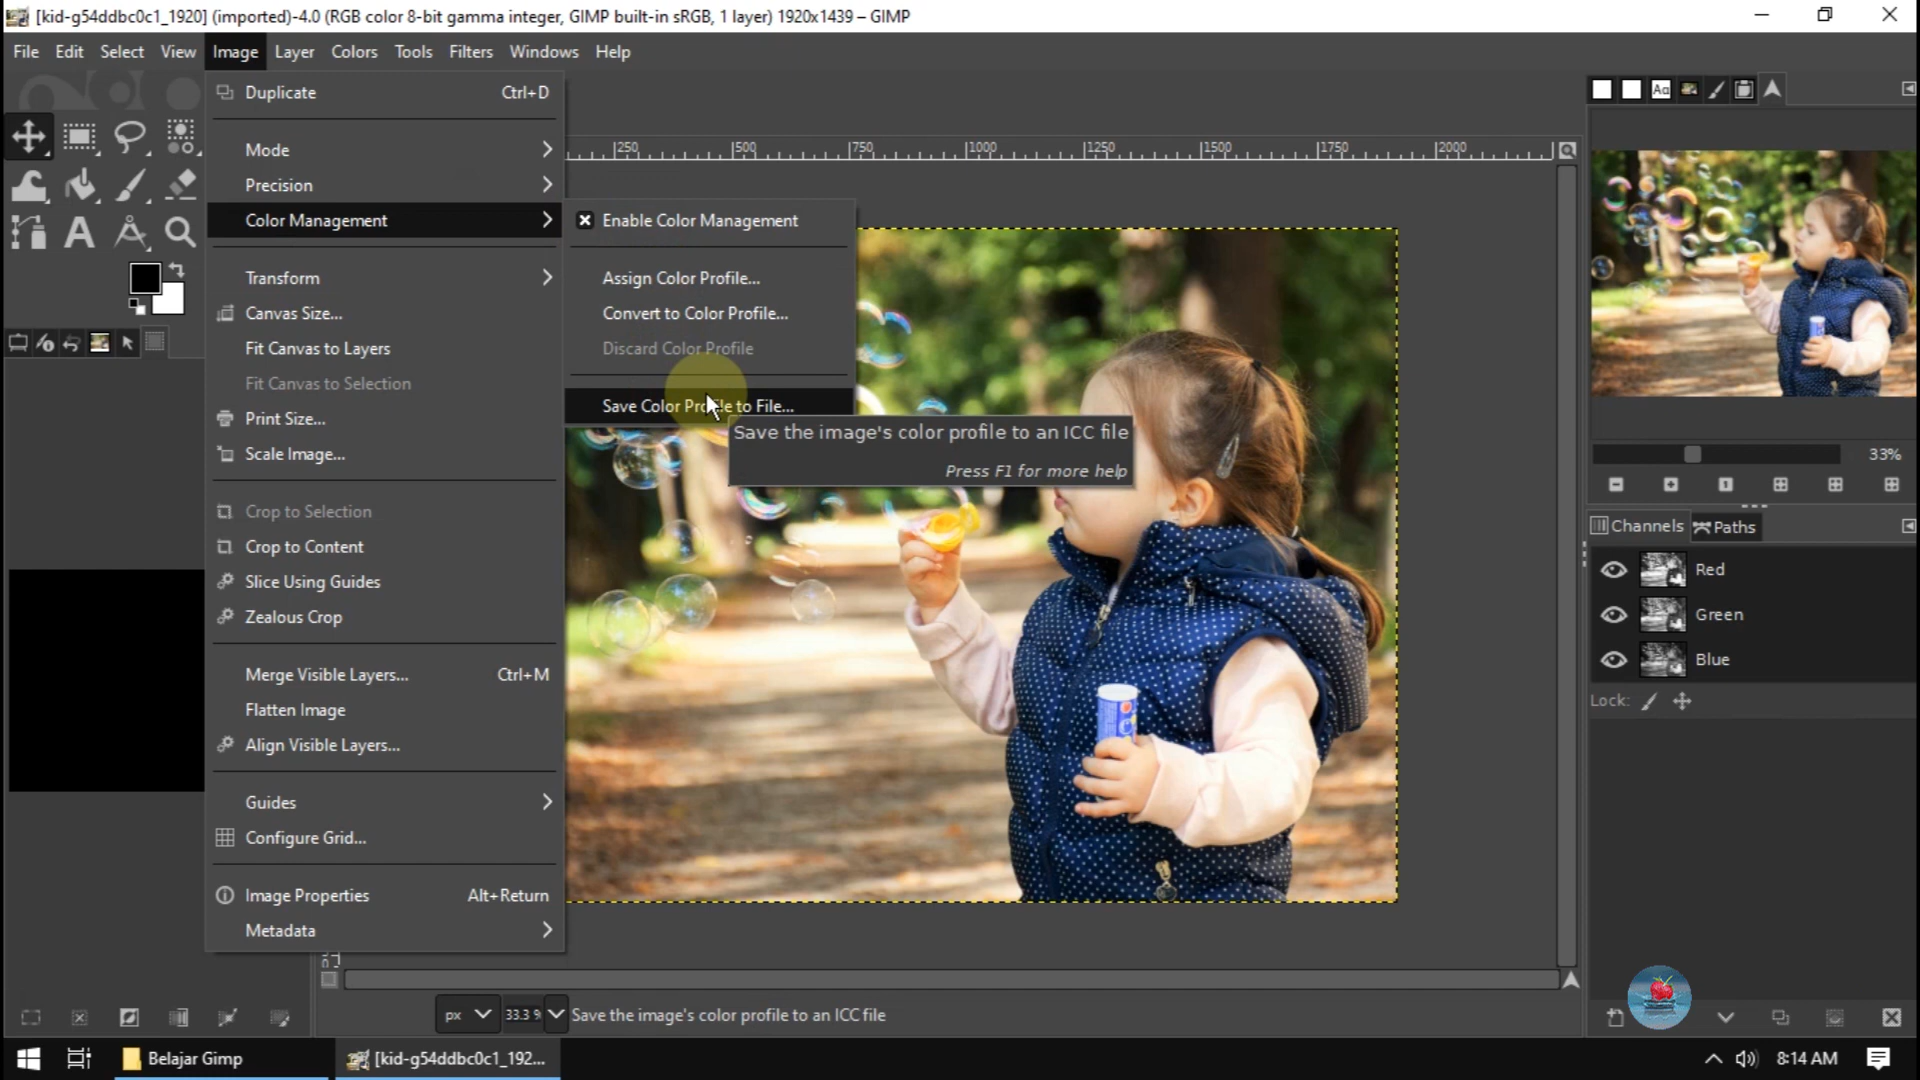 [kid-g54ddbc0c1_1920] (imported)-4.0 (RGB color 8-bit gamma integer, GIMP built-in sRGB, 1 layer) 1920x1439 – GIMP
File Edit Select View Image Layer Colors Tools Filters Windows Help
Duplicate Ctrl+D
Mode
Precision
Color Management
Transform
Canvas Size...
Fit Canvas to Layers
Fit Canvas to Selection
Print Size...
Scale Image...
Crop to Selection
Crop to Content
Slice Using Guides
Zealous Crop
Merge Visible Layers... Ctrl+M
Flatten Image
Align Visible Layers...
Guides
Configure Grid...
Image Properties Alt+Return
Metadata
Enable Color Management
Assign Color Profile...
Convert to Color Profile...
Discard Color Profile
Save Color Profile to File...
Save the image's color profile to an ICC file
Press F1 for more help
250 500 750 1000 1250 1500 1750 2000
Aa
33%
Channels Paths
Red
Green
Blue
Lock:
px 33.3 % Save the image's color profile to an ICC file
Belajar Gimp [kid-g54ddbc0c1_192... 8:14 AM